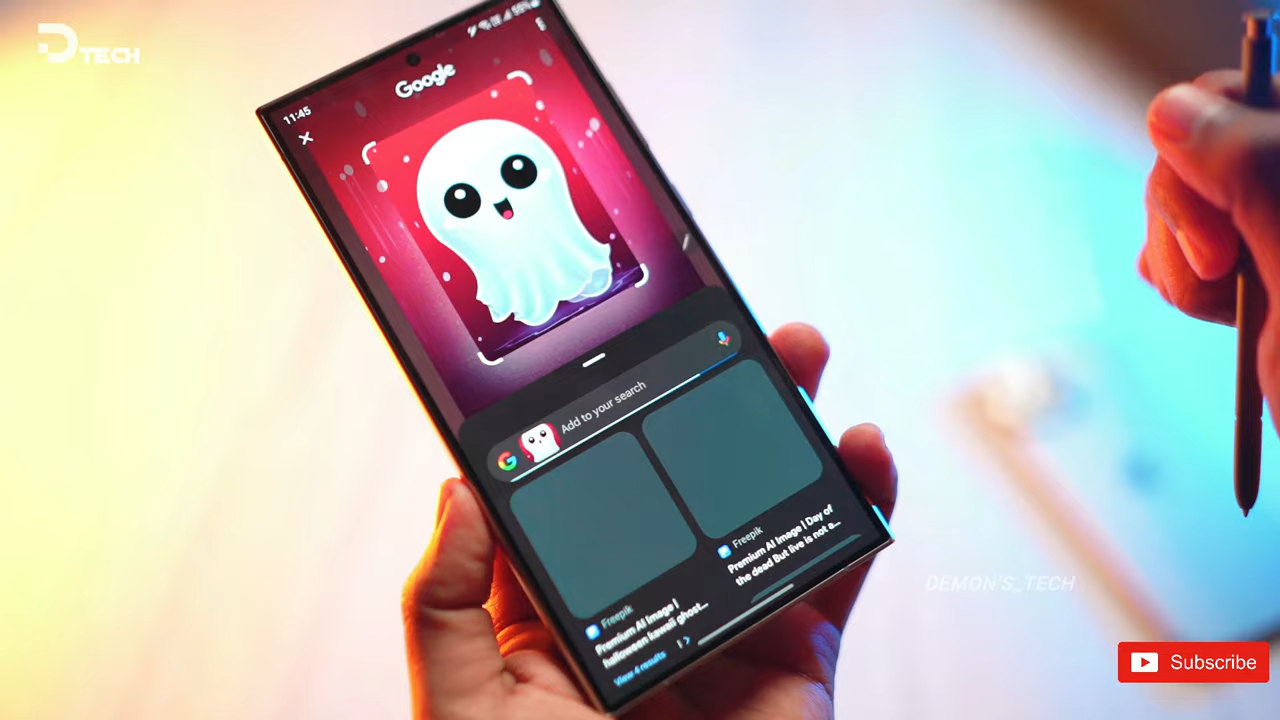 D TECH
55%
Google
11:45
Add to your search
Freepik
Premium AI Image | Day of
the dead But live is not a...
Freepik
Premium AI Image |
halloween kawaii ghost...
View 4 results
DEMON'S_TECH
Subscribe